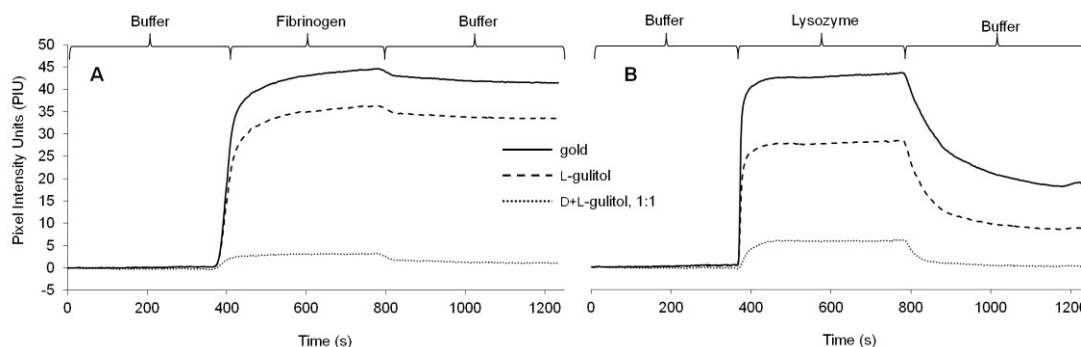 Buffer Fibrinogen Buffer
Buffer Lysozyme Buffer
A
B
Pixel Intensity Units (PIU)
50
45
40
35
30
25
20
15
10
5
0
-5
gold
L-gulitol
D+L-gulitol, 1:1
0 200 400 600 800 1000 1200
0 200 400 600 800 1000 1200
Time (s)
Time (s)